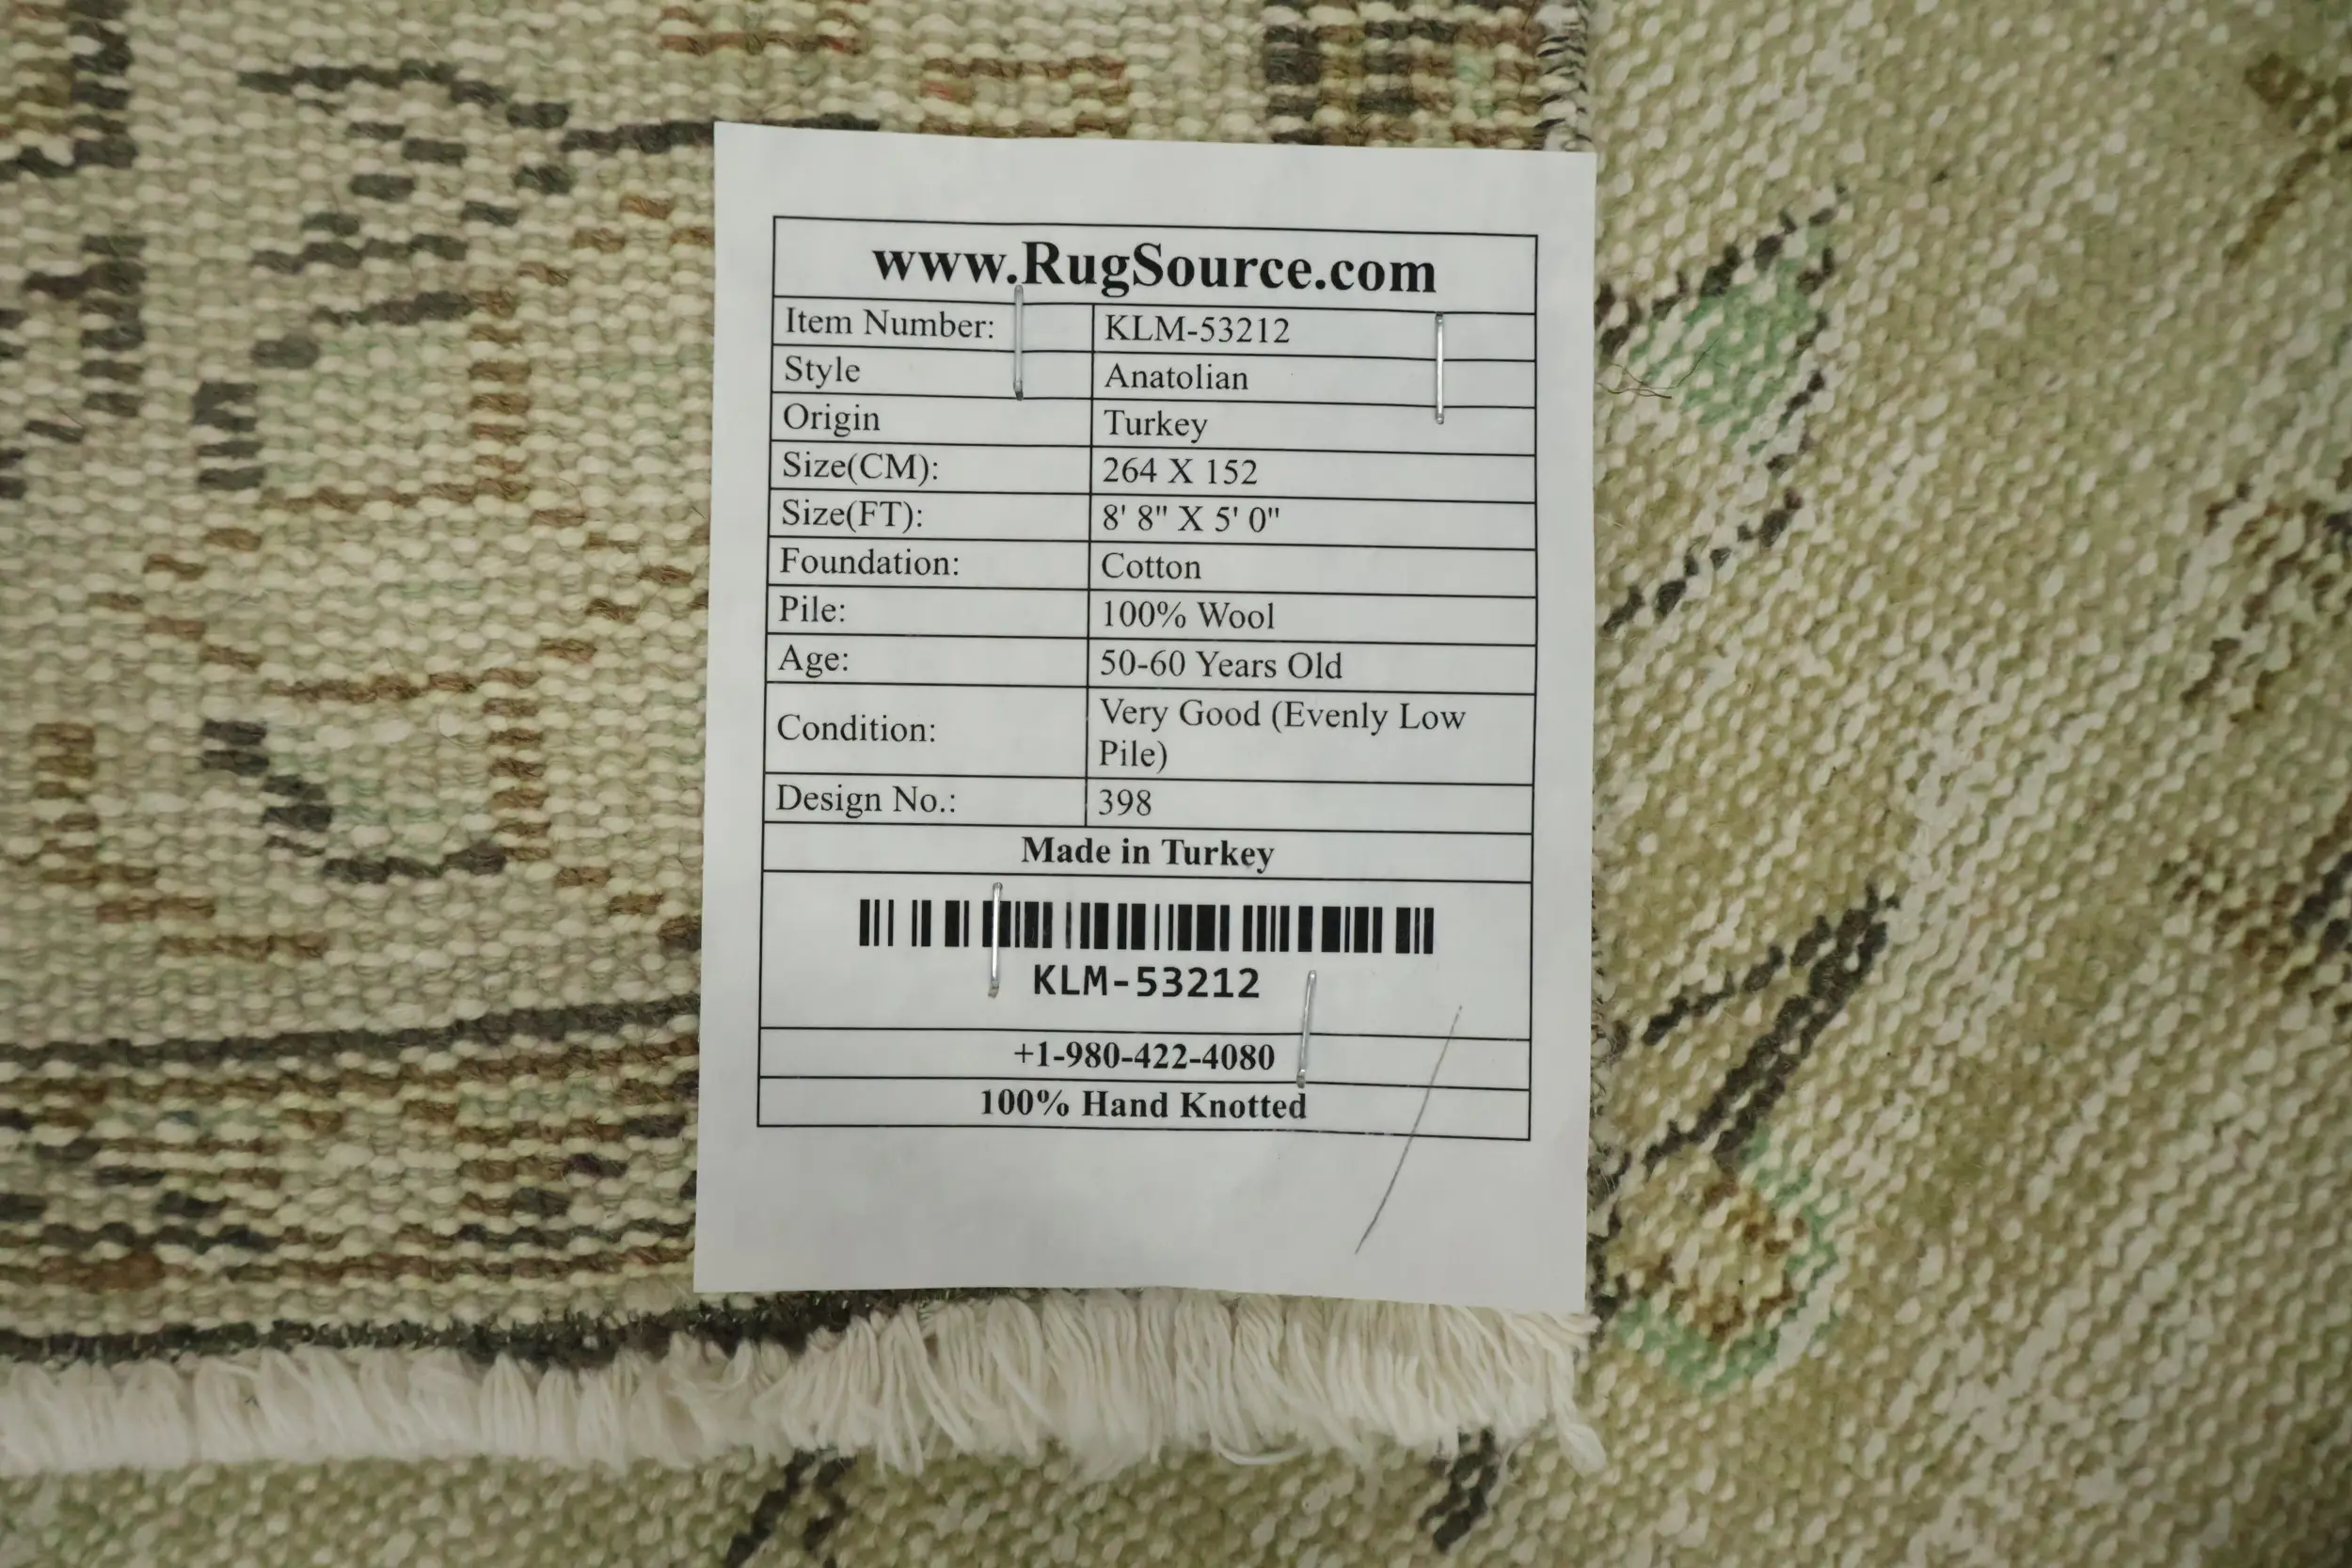 www.RugSource.com
Item Number: KLM-53212
Style Anatolian
Origin Turkey
Size(CM): 264 X 152
Size(FT): 8' 8" X 5' 0"
Foundation: Cotton
Pile: 100% Wool
Age: 50-60 Years Old
Condition: Very Good (Evenly Low
Pile)
Design No.: 398
Made in Turkey
KLM-53212
+1-980-422-4080
100% Hand Knotted